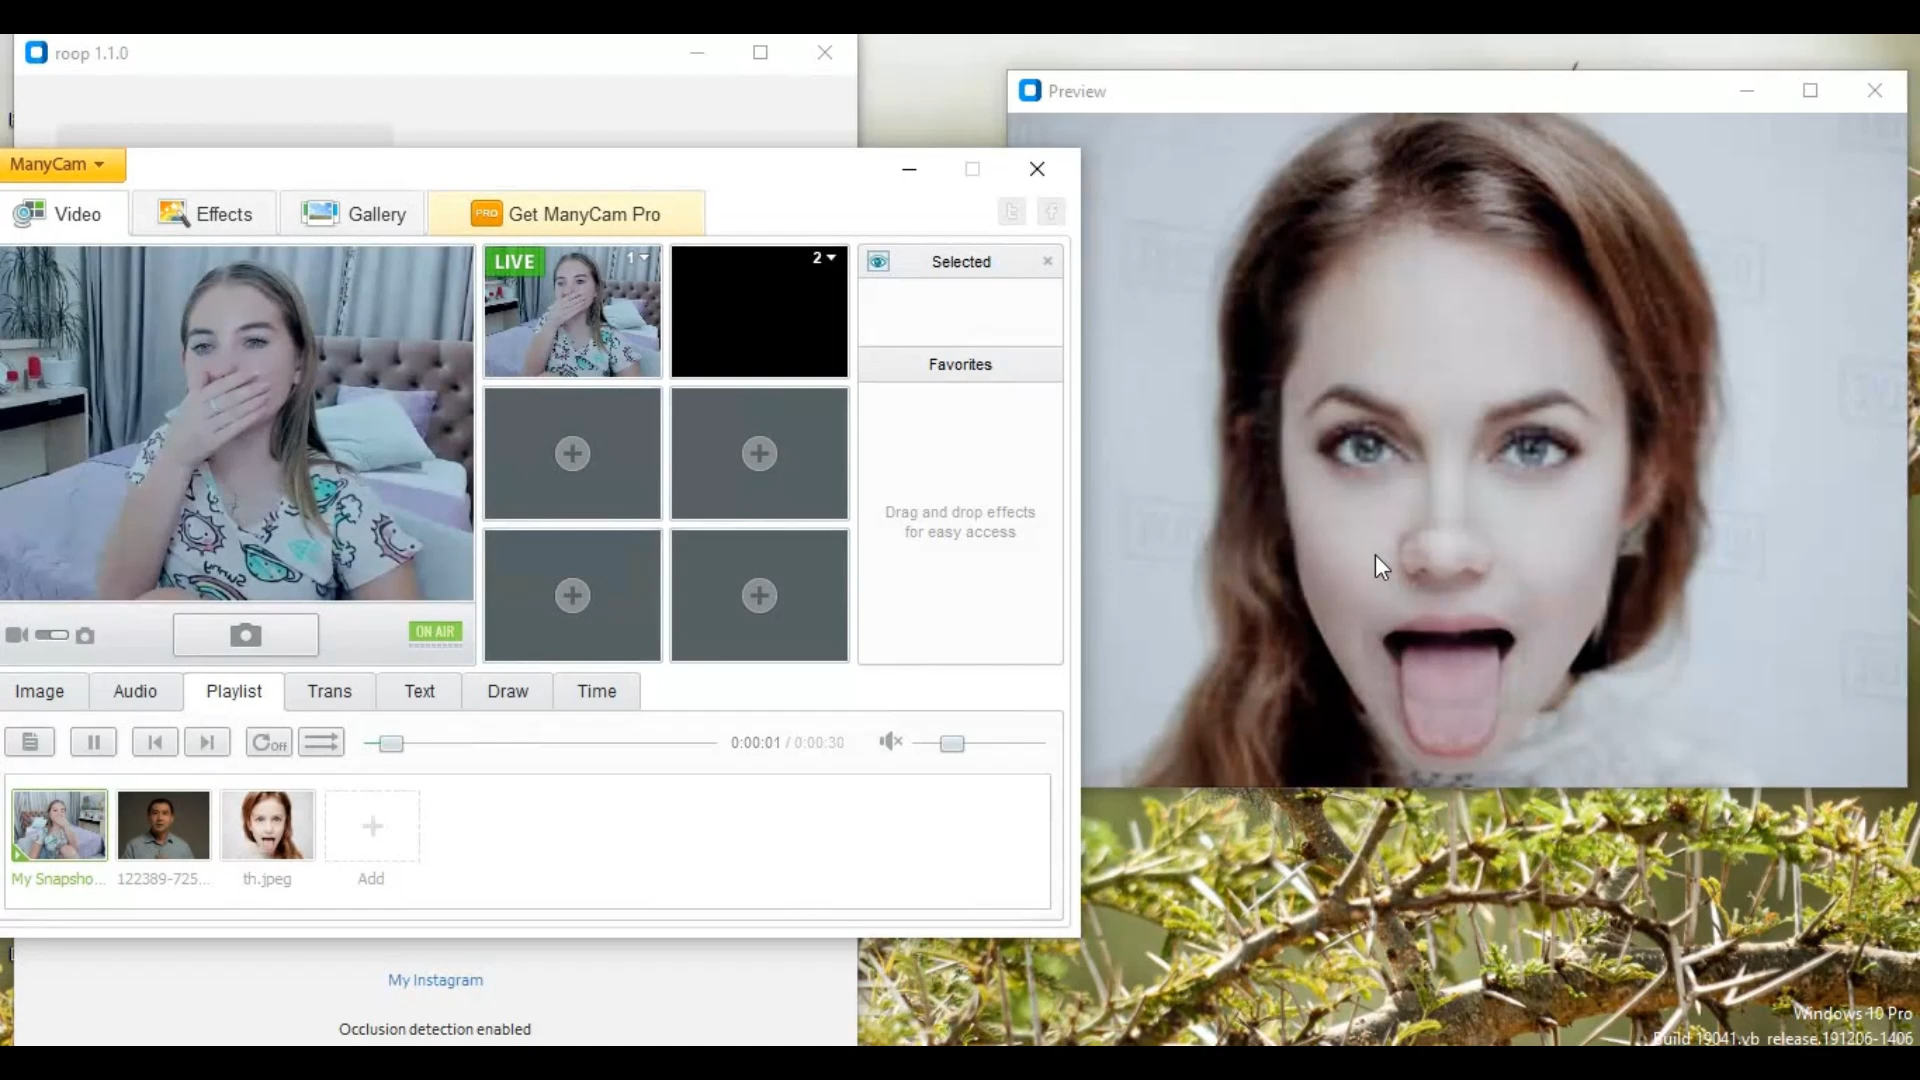 roop 1.1.0
Preview
ManyCam
Video
Effects
Gallery
PRO
Get ManyCam Pro
LIVE
1
2
Selected
Favorites
Drag and drop effects
for easy access
ON AIR
Image
Audio
Playlist
Trans
Text
Draw
Time
Off
0:00:01 / 0:00:30
My Snapsho...
122389-725...
th.jpeg
Add
My Instagram
Occlusion detection enabled
Windows 10 Pro
Build 19041.vb_release.191206-1406